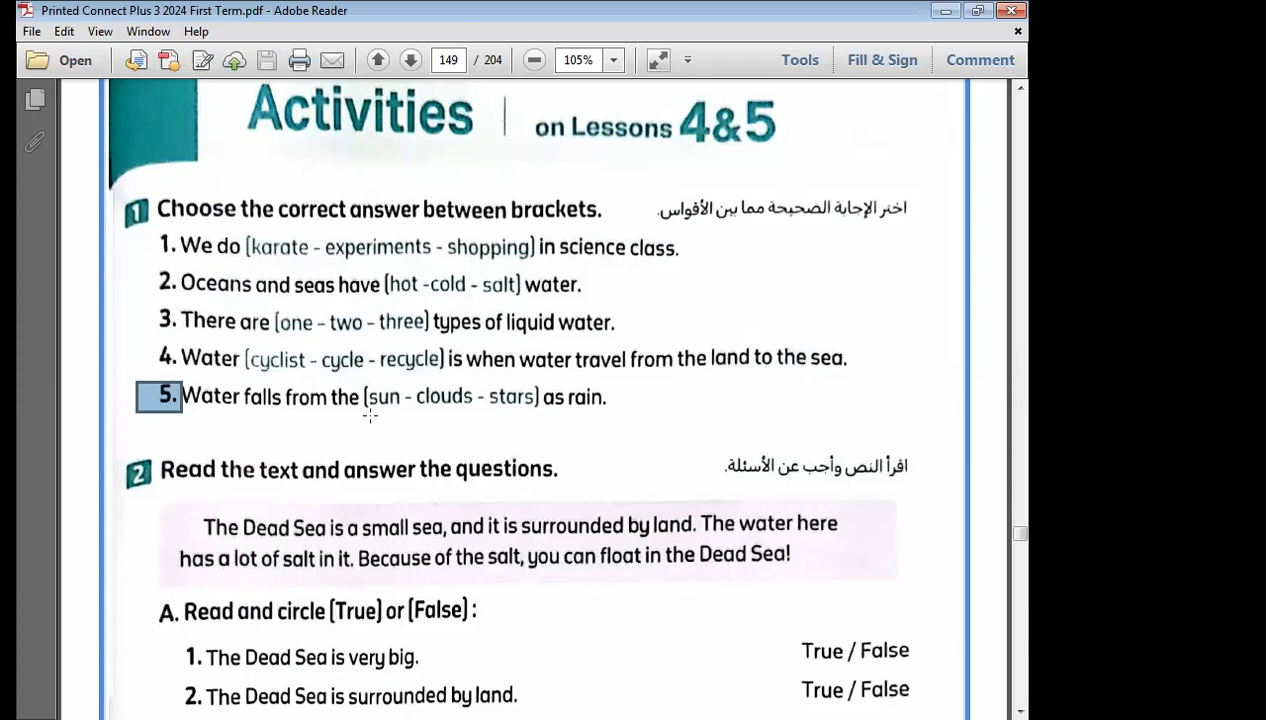 Printed Connect Plus 3 2024 First Term.pdf - Adobe Reader
File Edit View Window Help
Open 149 / 204 105% Tools Fill & Sign Comment
Activities | on Lessons 4&5
1 Choose the correct answer between brackets. اختر الإجابة الصحيحة مما بين الأقواس.
1. We do (karate - experiments - shopping) in science class.
2. Oceans and seas have (hot -cold - salt) water.
3. There are (one - two - three) types of liquid water.
4. Water (cyclist - cycle - recycle) is when water travel from the land to the sea.
5. Water falls from the (sun - clouds - stars) as rain.
2 Read the text and answer the questions. اقرأ النص وأجب عن الأسئلة.
The Dead Sea is a small sea, and it is surrounded by land. The water here
has a lot of salt in it. Because of the salt, you can float in the Dead Sea!
A. Read and circle (True) or (False) :
1. The Dead Sea is very big. True / False
2. The Dead Sea is surrounded by land. True / False